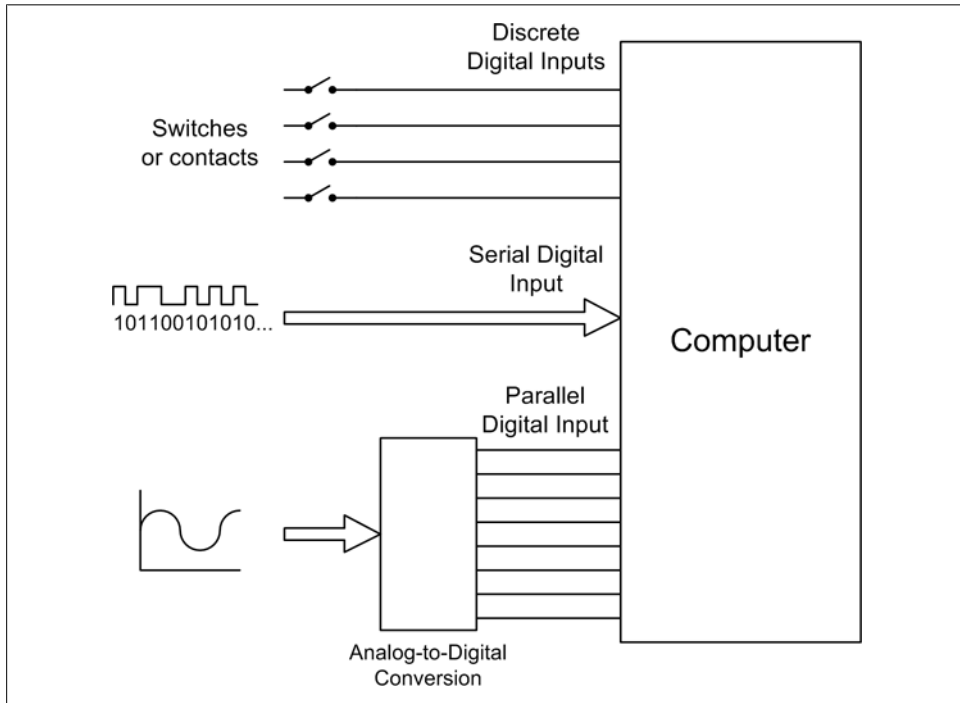 Discrete
Digital Inputs
Switches
or contacts
Serial Digital
Input
101100101010...
Computer
Parallel
Digital Input
Analog-to-Digital
Conversion